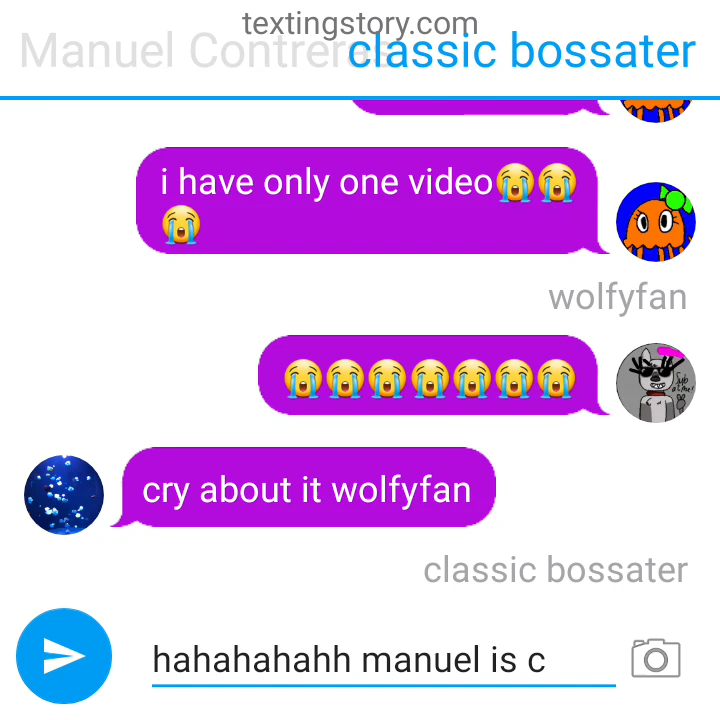 textingstory.com
Manuel Contreras
classic bossater
i have only one video😭😭
😭
wolfyfan
😭😭😭😭😭😭😭
cry about it wolfyfan
classic bossater
hahahahahh manuel is c